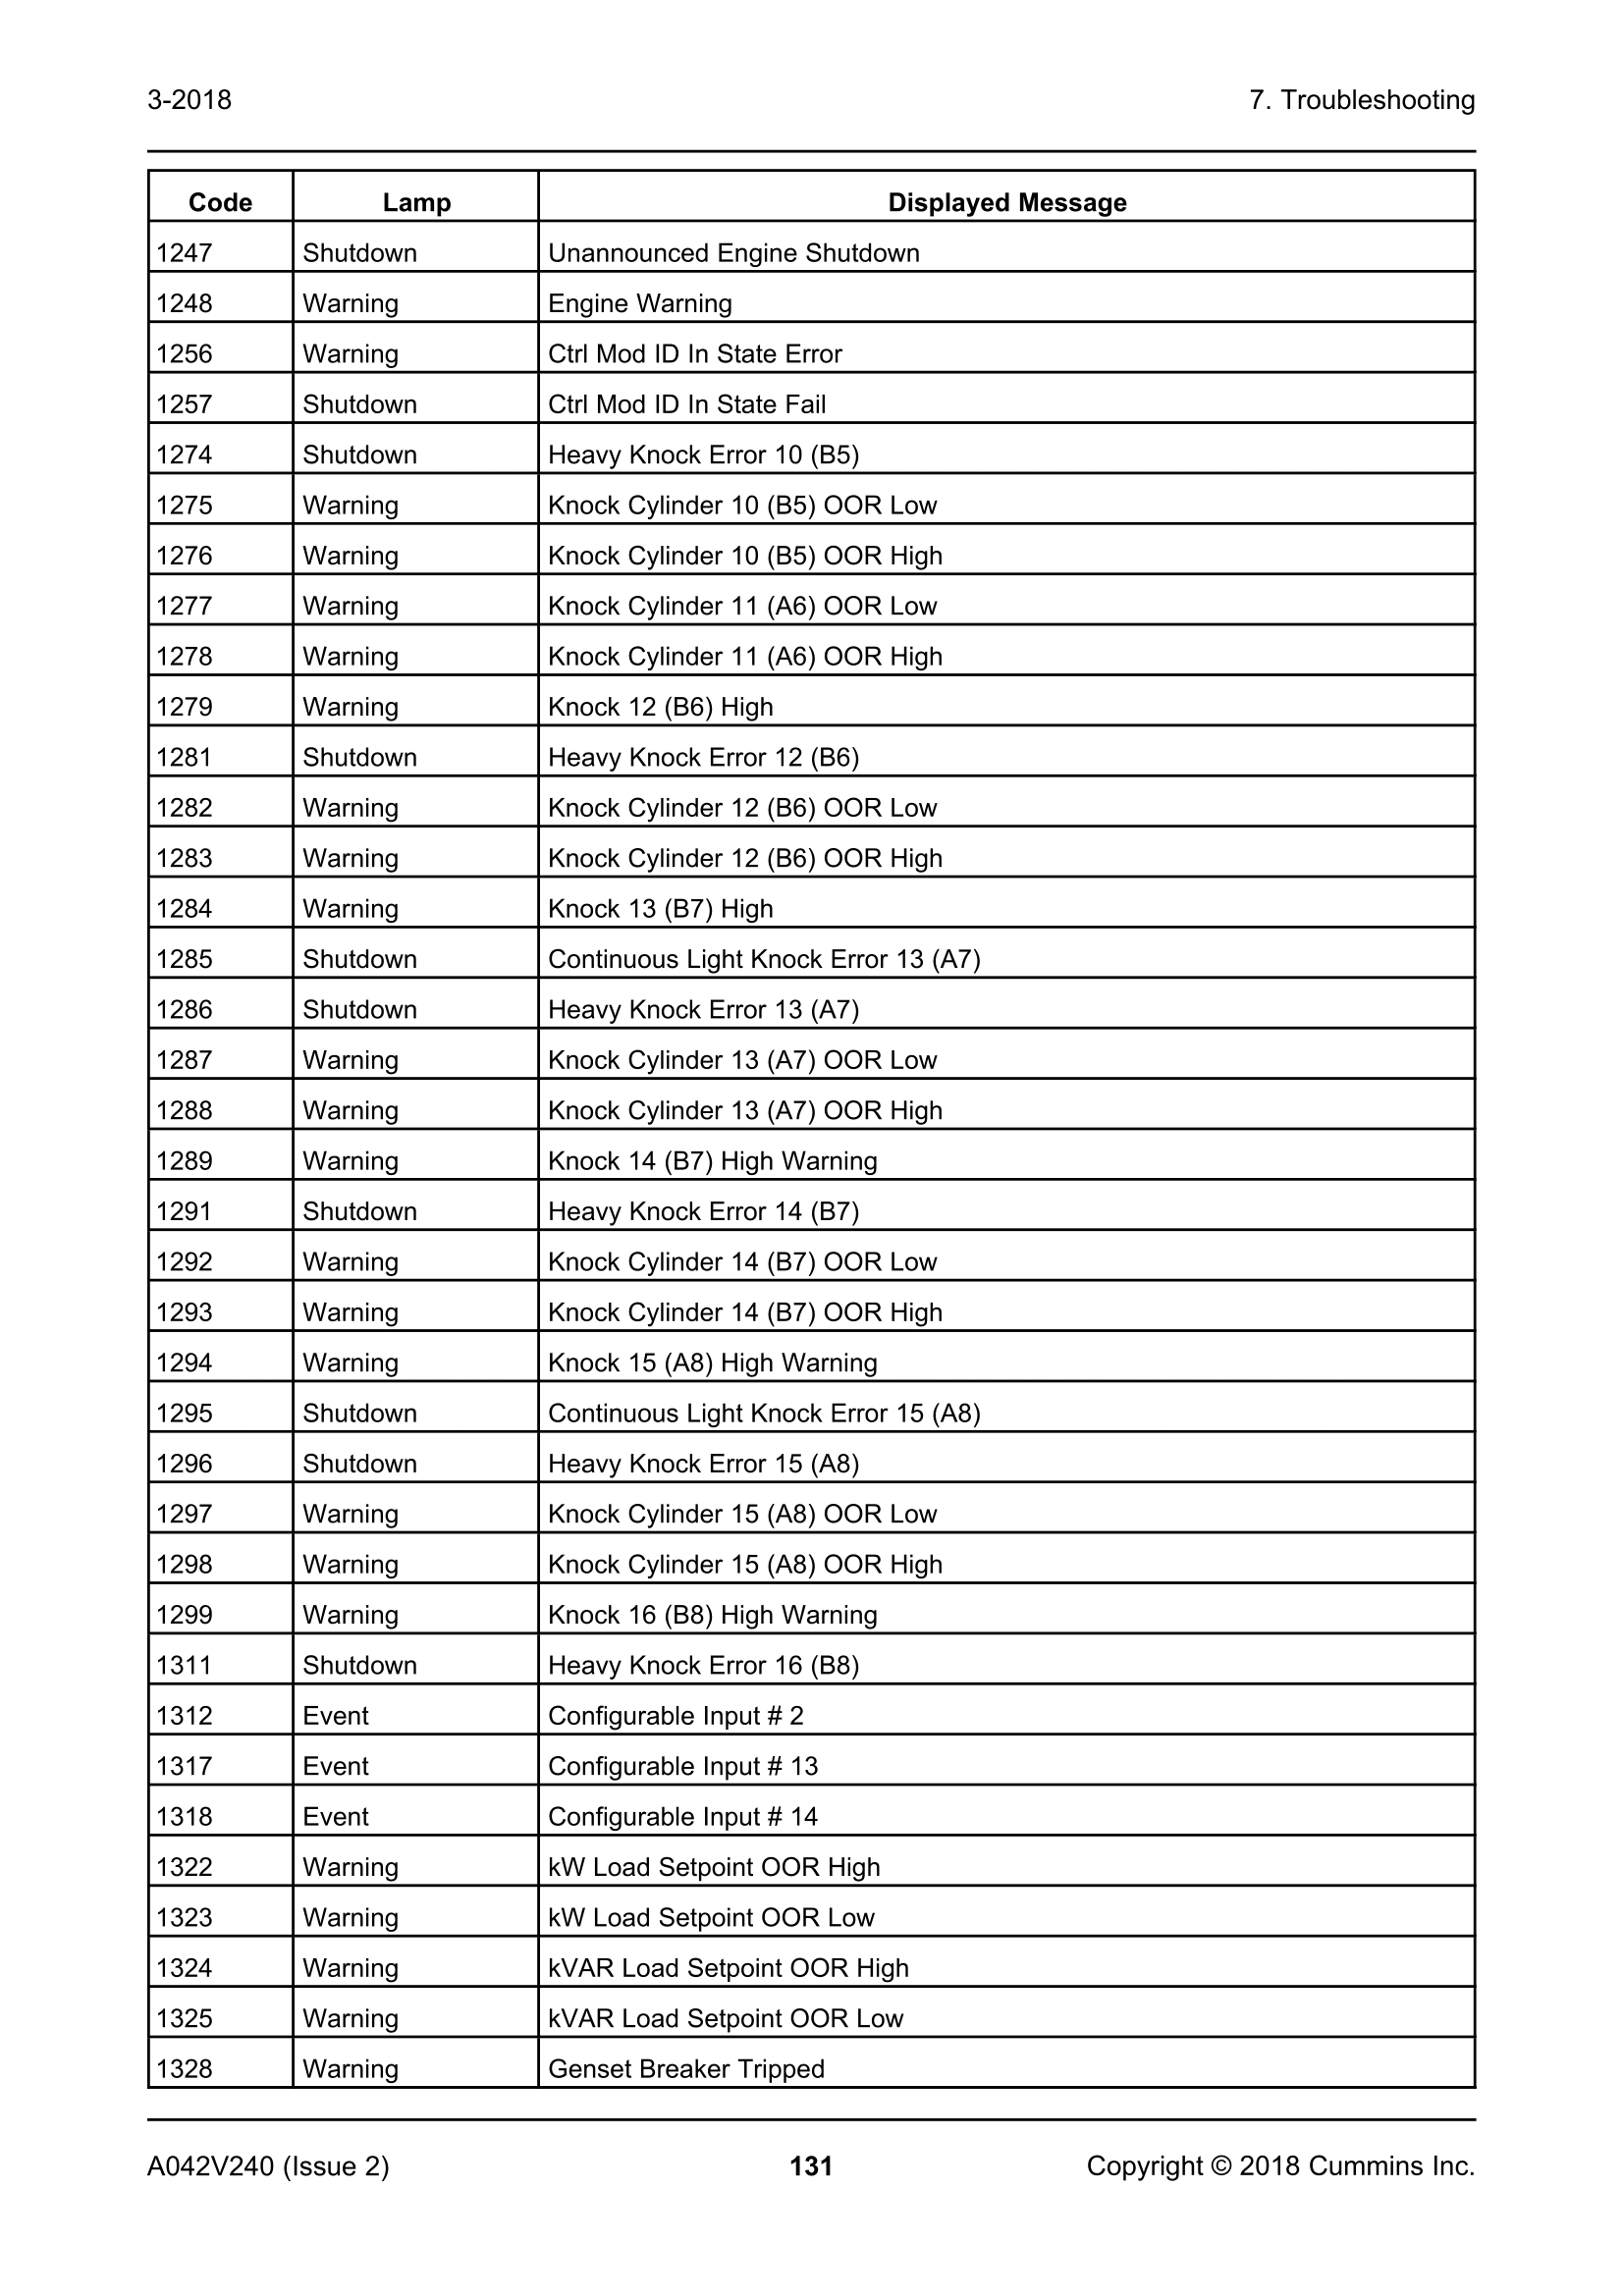 3-2018 7. Troubleshooting
Code Lamp Displayed Message
1247 Shutdown Unannounced Engine Shutdown
1248 Warning Engine Warning
1256 Warning Ctrl Mod ID In State Error
1257 Shutdown Ctrl Mod ID In State Fail
1274 Shutdown Heavy Knock Error 10 (B5)
1275 Warning Knock Cylinder 10 (B5) OOR Low
1276 Warning Knock Cylinder 10 (B5) OOR High
1277 Warning Knock Cylinder 11 (A6) OOR Low
1278 Warning Knock Cylinder 11 (A6) OOR High
1279 Warning Knock 12 (B6) High
1281 Shutdown Heavy Knock Error 12 (B6)
1282 Warning Knock Cylinder 12 (B6) OOR Low
1283 Warning Knock Cylinder 12 (B6) OOR High
1284 Warning Knock 13 (B7) High
1285 Shutdown Continuous Light Knock Error 13 (A7)
1286 Shutdown Heavy Knock Error 13 (A7)
1287 Warning Knock Cylinder 13 (A7) OOR Low
1288 Warning Knock Cylinder 13 (A7) OOR High
1289 Warning Knock 14 (B7) High Warning
1291 Shutdown Heavy Knock Error 14 (B7)
1292 Warning Knock Cylinder 14 (B7) OOR Low
1293 Warning Knock Cylinder 14 (B7) OOR High
1294 Warning Knock 15 (A8) High Warning
1295 Shutdown Continuous Light Knock Error 15 (A8)
1296 Shutdown Heavy Knock Error 15 (A8)
1297 Warning Knock Cylinder 15 (A8) OOR Low
1298 Warning Knock Cylinder 15 (A8) OOR High
1299 Warning Knock 16 (B8) High Warning
1311 Shutdown Heavy Knock Error 16 (B8)
1312 Event Configurable Input # 2
1317 Event Configurable Input # 13
1318 Event Configurable Input # 14
1322 Warning kW Load Setpoint OOR High
1323 Warning kW Load Setpoint OOR Low
1324 Warning kVAR Load Setpoint OOR High
1325 Warning kVAR Load Setpoint OOR Low
1328 Warning Genset Breaker Tripped
A042V240 (Issue 2) 131 Copyright © 2018 Cummins Inc.